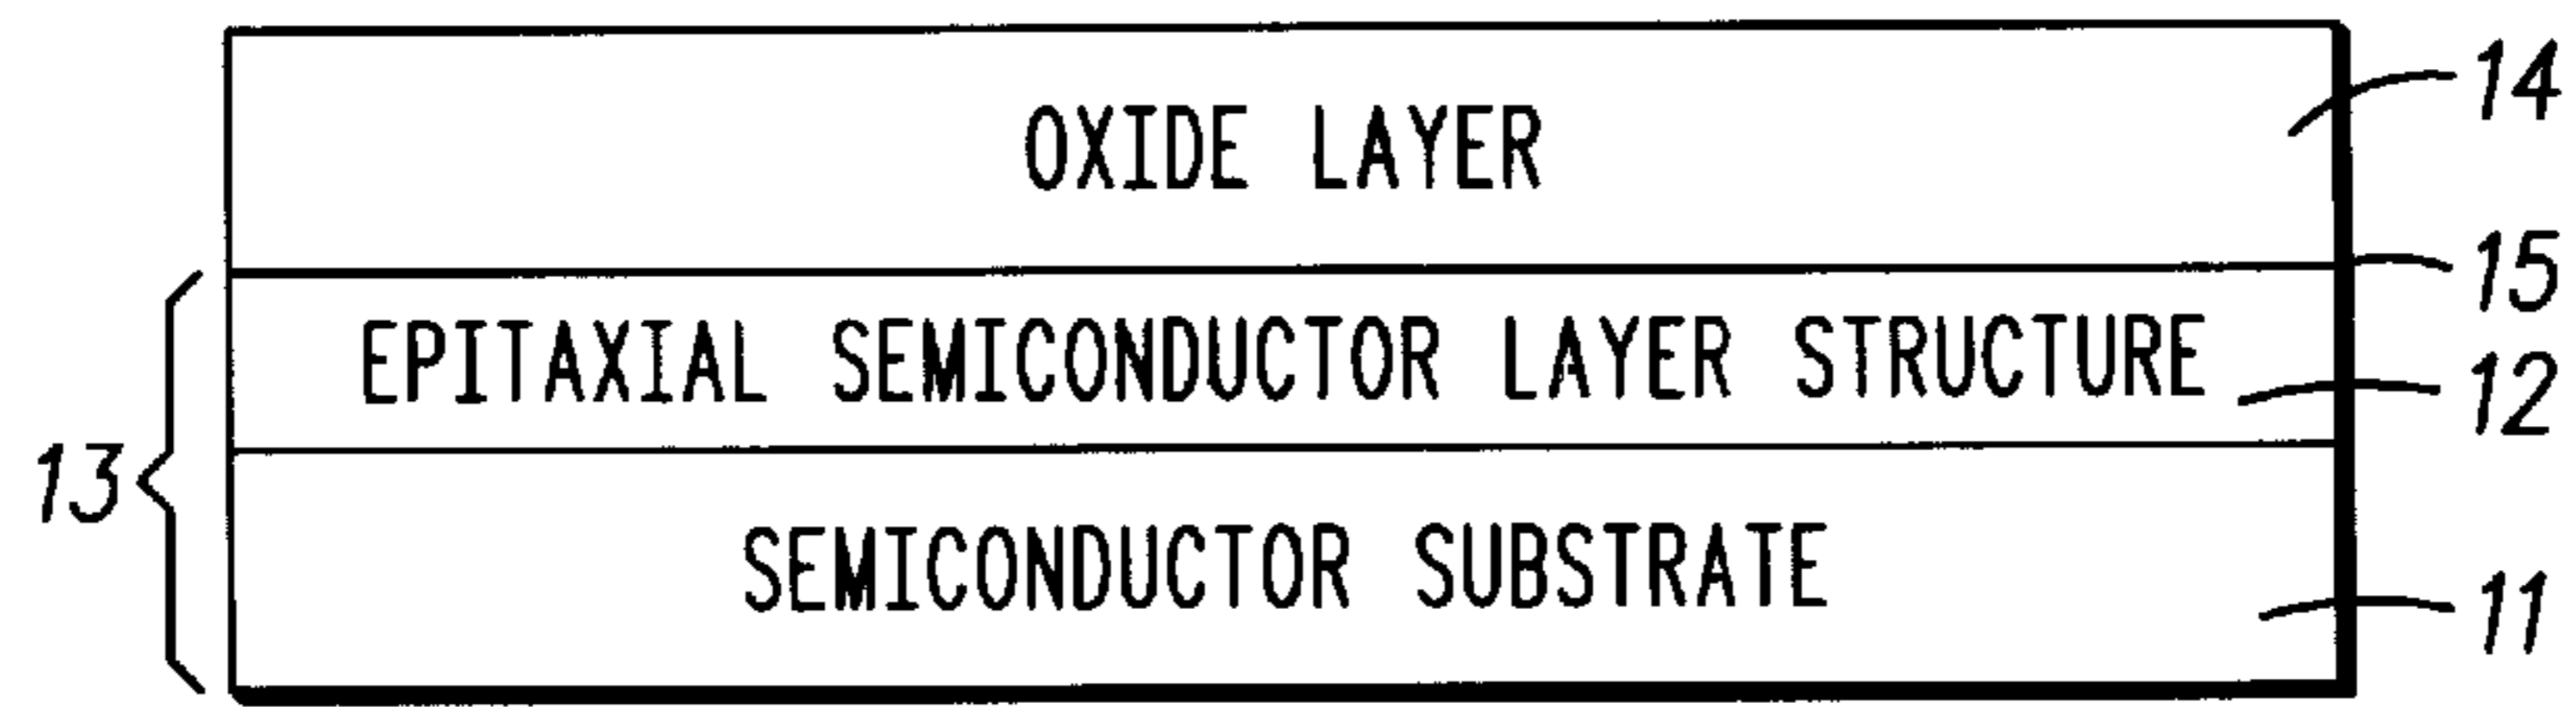 OXIDE LAYER
14
15
EPITAXIAL SEMICONDUCTOR LAYER STRUCTURE
12
13
SEMICONDUCTOR SUBSTRATE
11